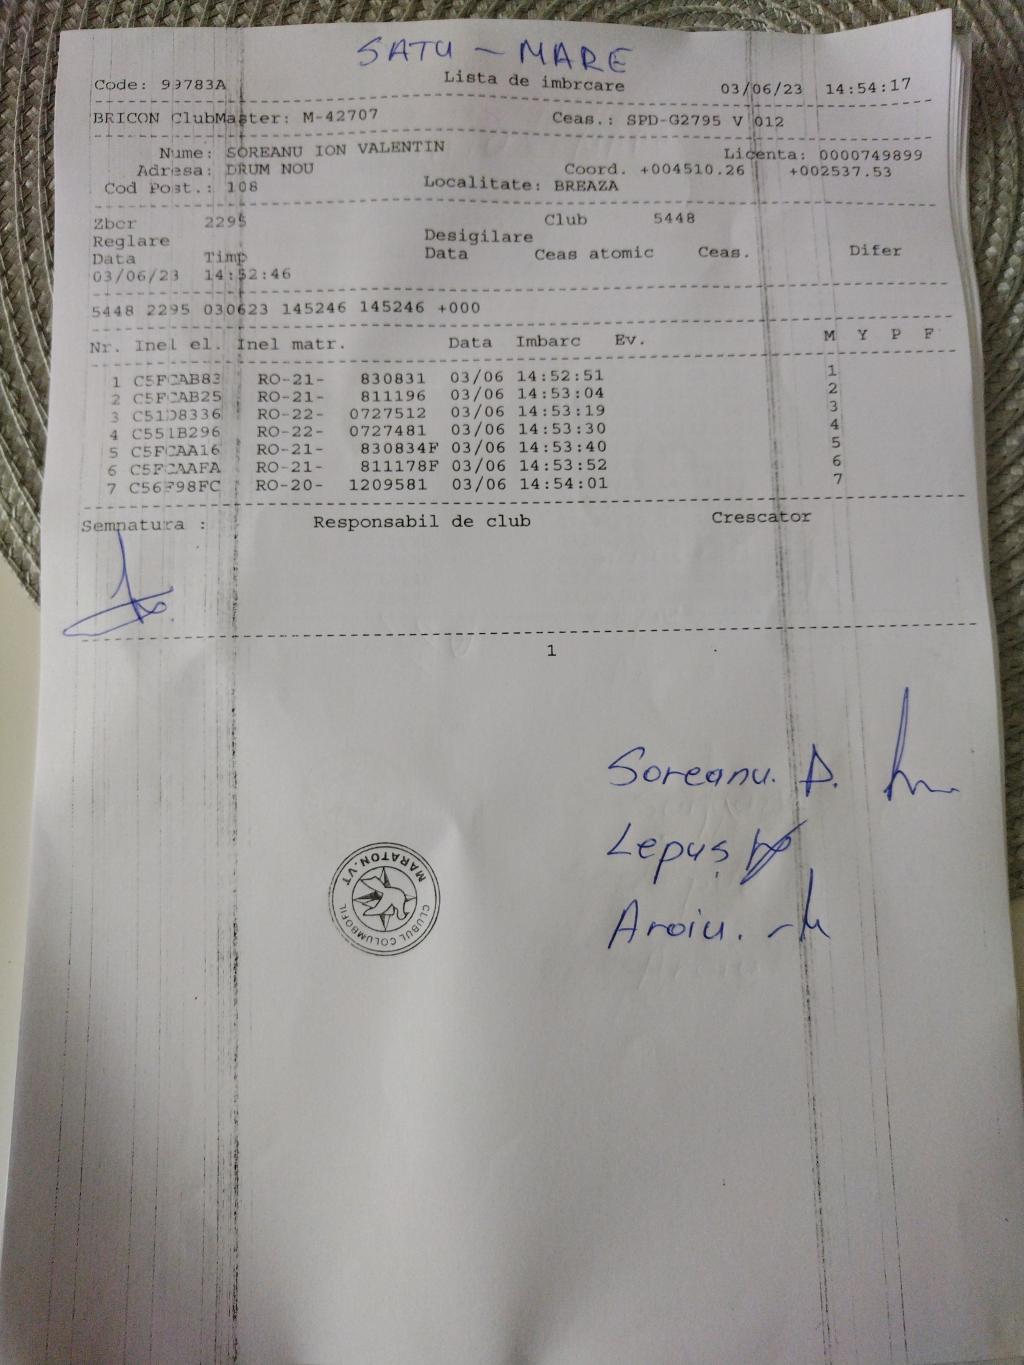 SATU - MARE
Code: 99783A Lista de imbrcare 03/06/23 14:54:17
BRICON ClubMaster: M-42707 Ceas.: SPD-G2795 V 012
Nume: SOREANU ION VALENTIN Licenta: 0000749899
Adresa: DRUM NOU Coord. +004510.26 +002537.53
Cod Post.: 108 Localitate: BREAZA
Zbor 2295 Club 5448
Reglare Desigilare
Data Timp Data Ceas atomic Ceas. Difer
03/06/23 14:52:46
5448 2295 030623 145246 145246 +000
Nr. Inel el. Inel matr. Data Imbarc Ev. M Y P F
1 C5FCAB83 RO-21- 830831 03/06 14:52:51 1
2 C5FCAB25 RO-21- 811196 03/06 14:53:04 2
3 C51D8336 RO-22- 0727512 03/06 14:53:19 3
4 C551B296 RO-22- 0727481 03/06 14:53:30 4
5 C5FCAA16 RO-21- 830834F 03/06 14:53:40 5
6 C5FCAAFA RO-21- 811178F 03/06 14:53:52 6
7 C56F98FC RO-20- 1209581 03/06 14:54:01 7
Semnatura : Responsabil de club Crescator
1
Soreanu. D.
Lepuș
Aroiu.
CLUBUL COLUMBOFIL
MARATON.VT